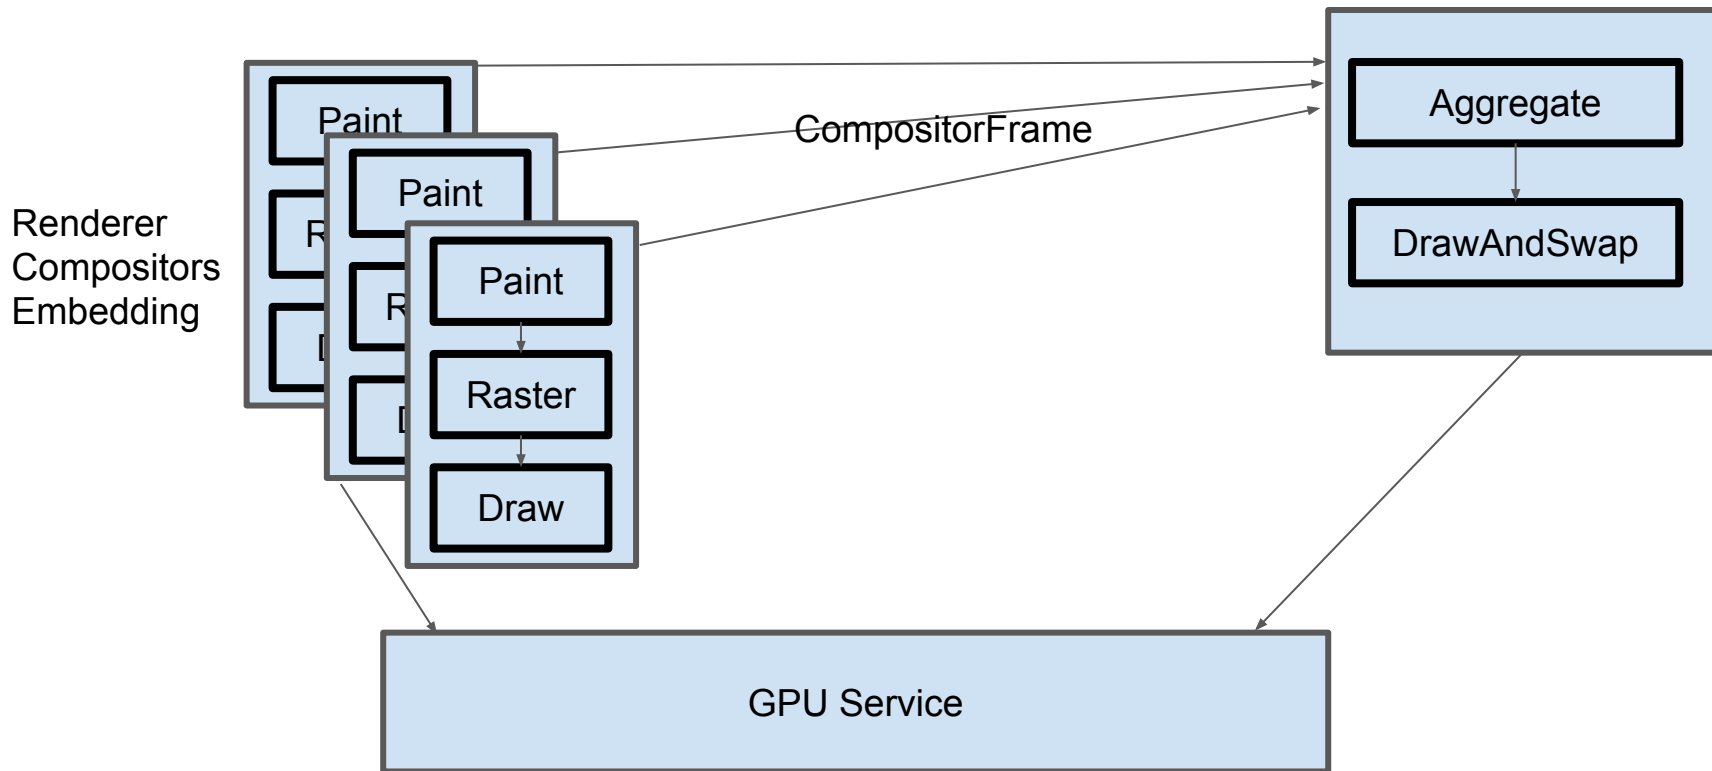 Renderer
Compositors
Embedding
Paint
R
D
Paint
R
D
Paint
Raster
Draw
CompositorFrame
Aggregate
DrawAndSwap
GPU Service